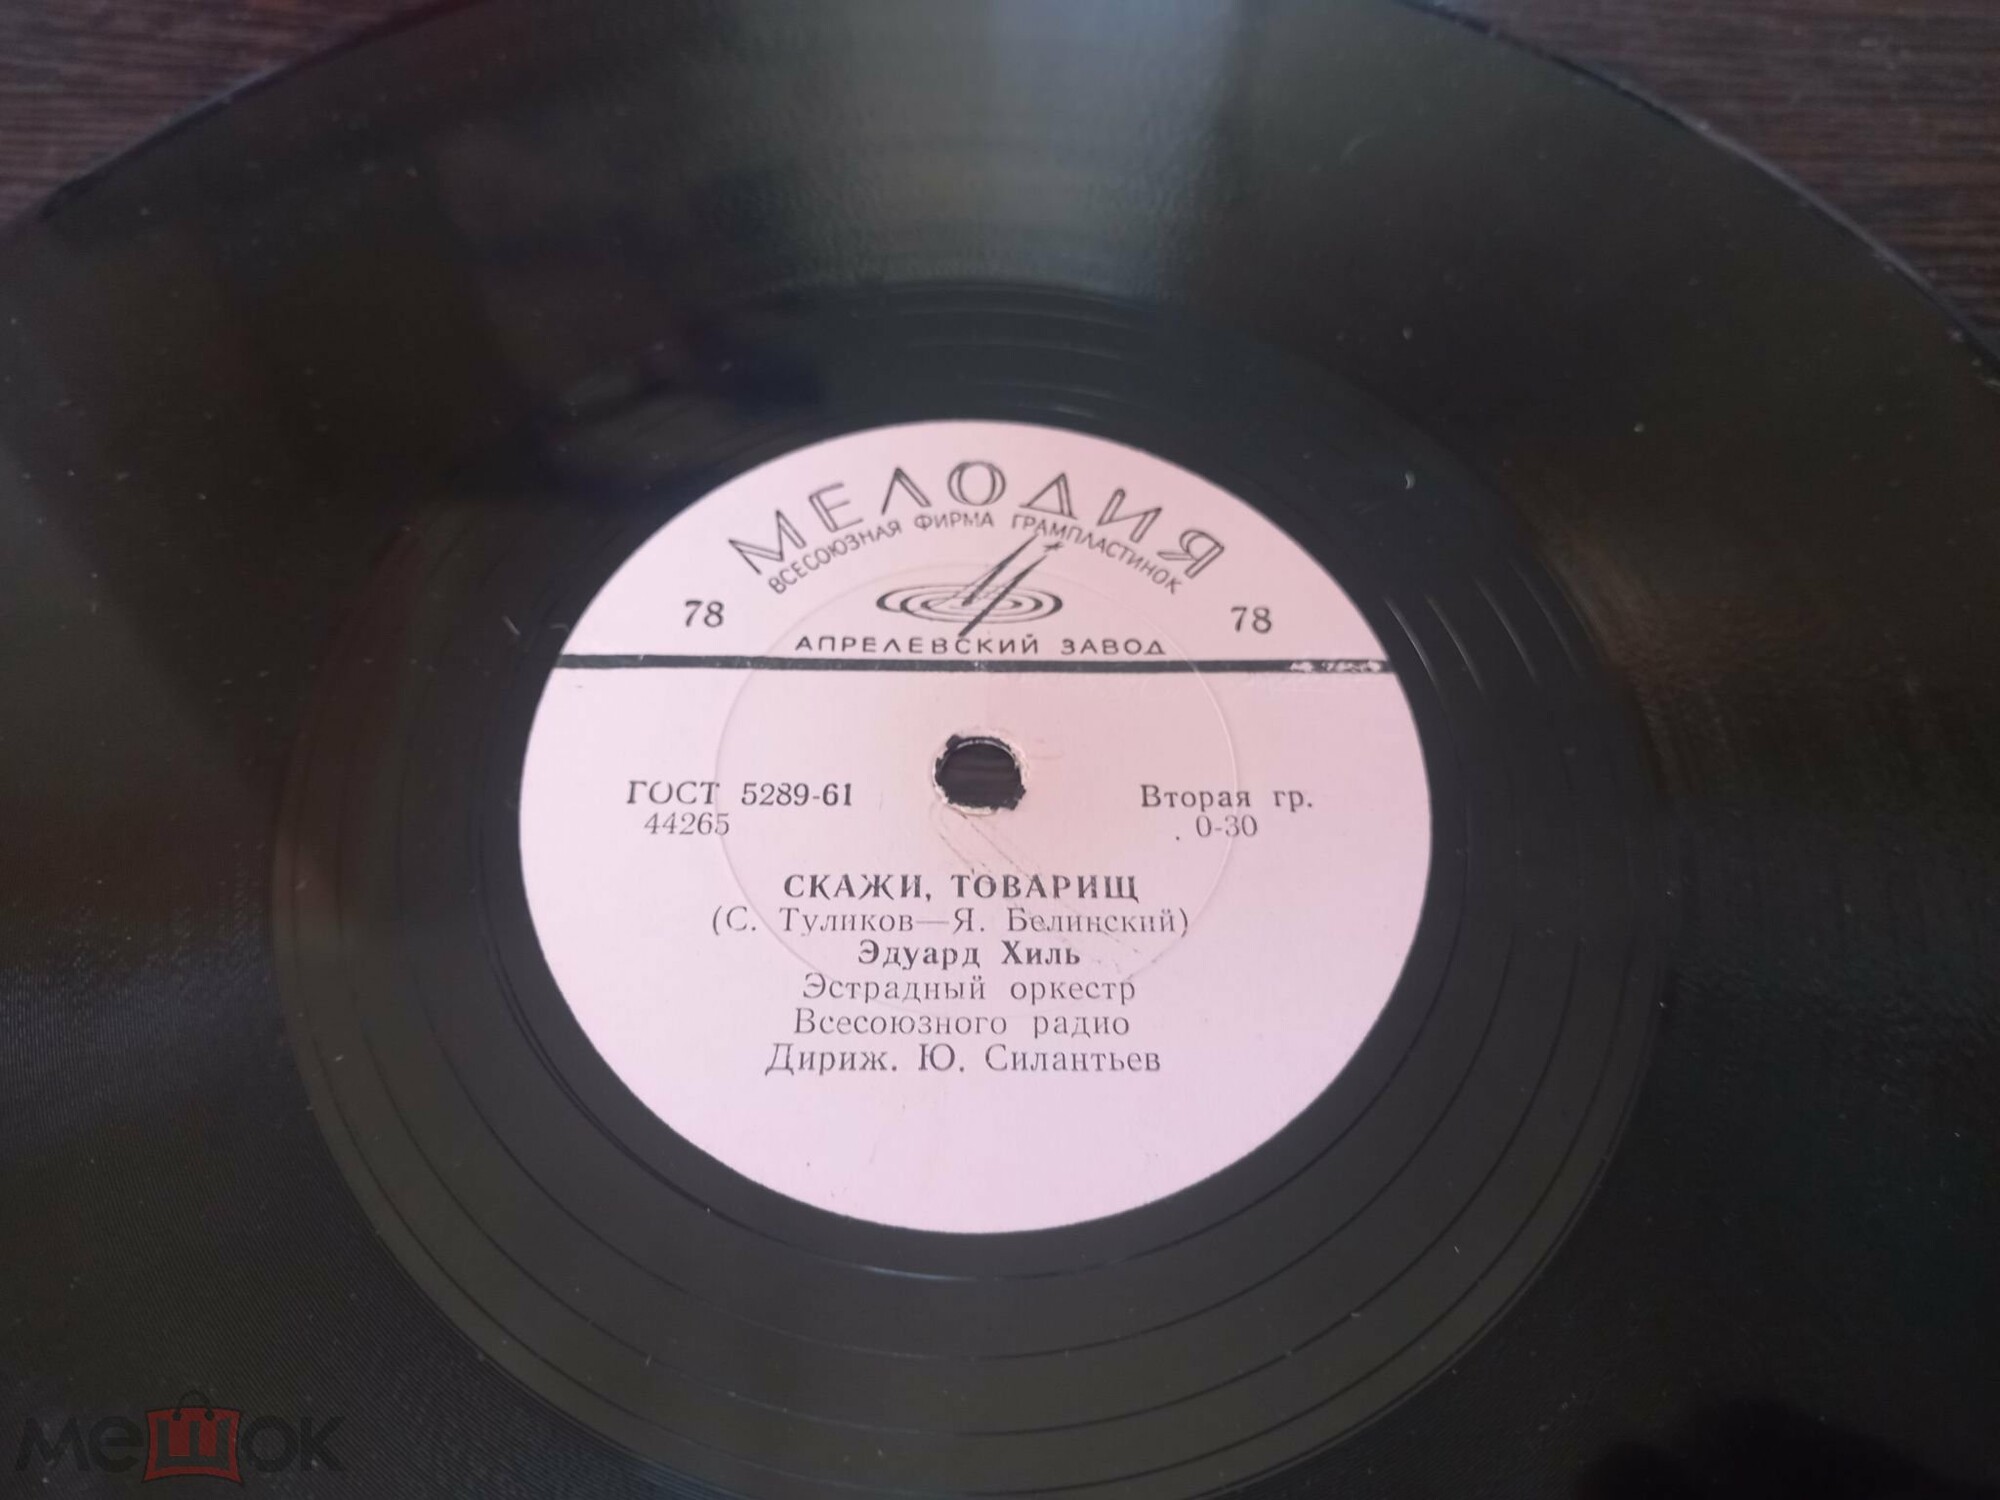 МЕЛОДИЯ
ВСЕСОЮЗНАЯ ФИРМА ГРАМПЛАСТИНОК
78 78
АПРЕЛЕВСКИЙ ЗАВОД
ГОСТ 5289-61 Вторая гр.
44265 0-30
СКАЖИ, ТОВАРИЩ
(С. Туликов—Я. Белинский)
Эдуард Хиль
Эстрадный оркестр
Всесоюзного радио
Дириж. Ю. Силантьев
мешок